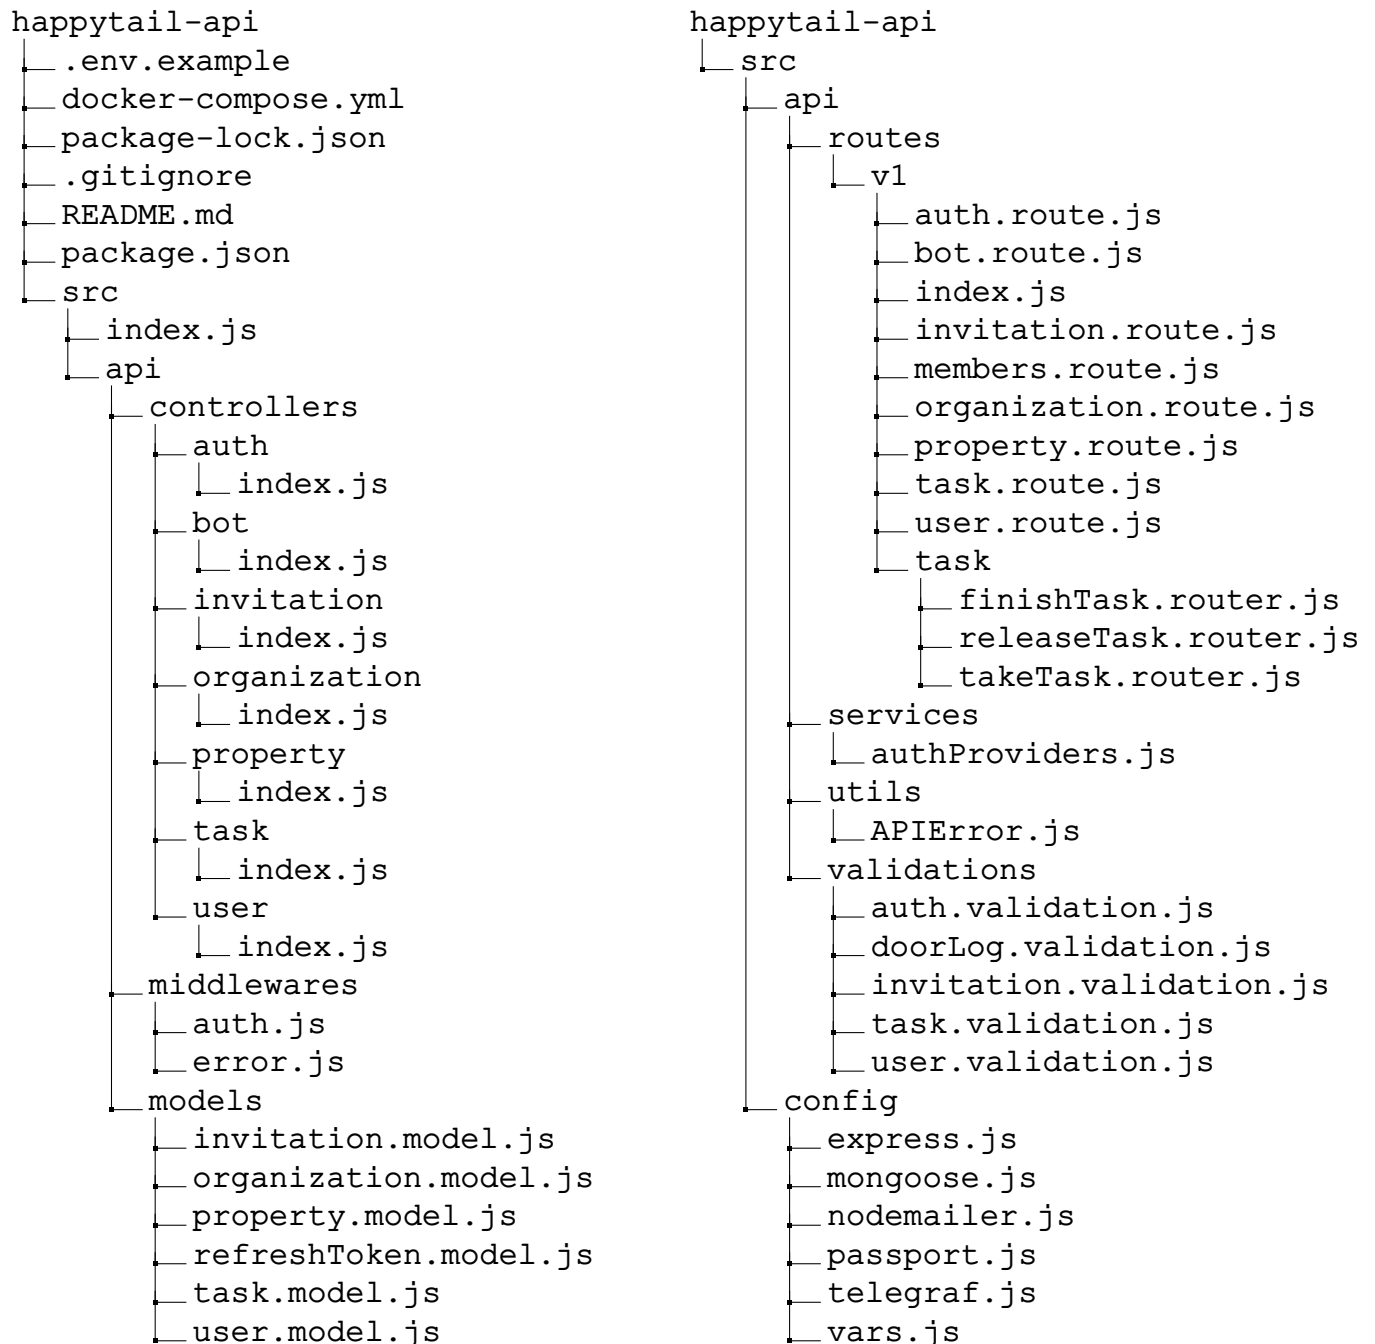 happytail-api
.env.example
docker-compose.yml
package-lock.json
.gitignore
README.md
package.json
src
index.js
api
controllers
auth
index.js
bot
index.js
invitation
index.js
organization
index.js
property
index.js
task
index.js
user
index.js
middlewares
auth.js
error.js
models
invitation.model.js
organization.model.js
property.model.js
refreshToken.model.js
task.model.js
user.model.js
happytail-api
src
api
routes
v1
auth.route.js
bot.route.js
index.js
invitation.route.js
members.route.js
organization.route.js
property.route.js
task.route.js
user.route.js
task
finishTask.router.js
releaseTask.router.js
takeTask.router.js
services
authProviders.js
utils
APIError.js
validations
auth.validation.js
doorLog.validation.js
invitation.validation.js
task.validation.js
user.validation.js
config
express.js
mongoose.js
nodemailer.js
passport.js
telegraf.js
vars.js